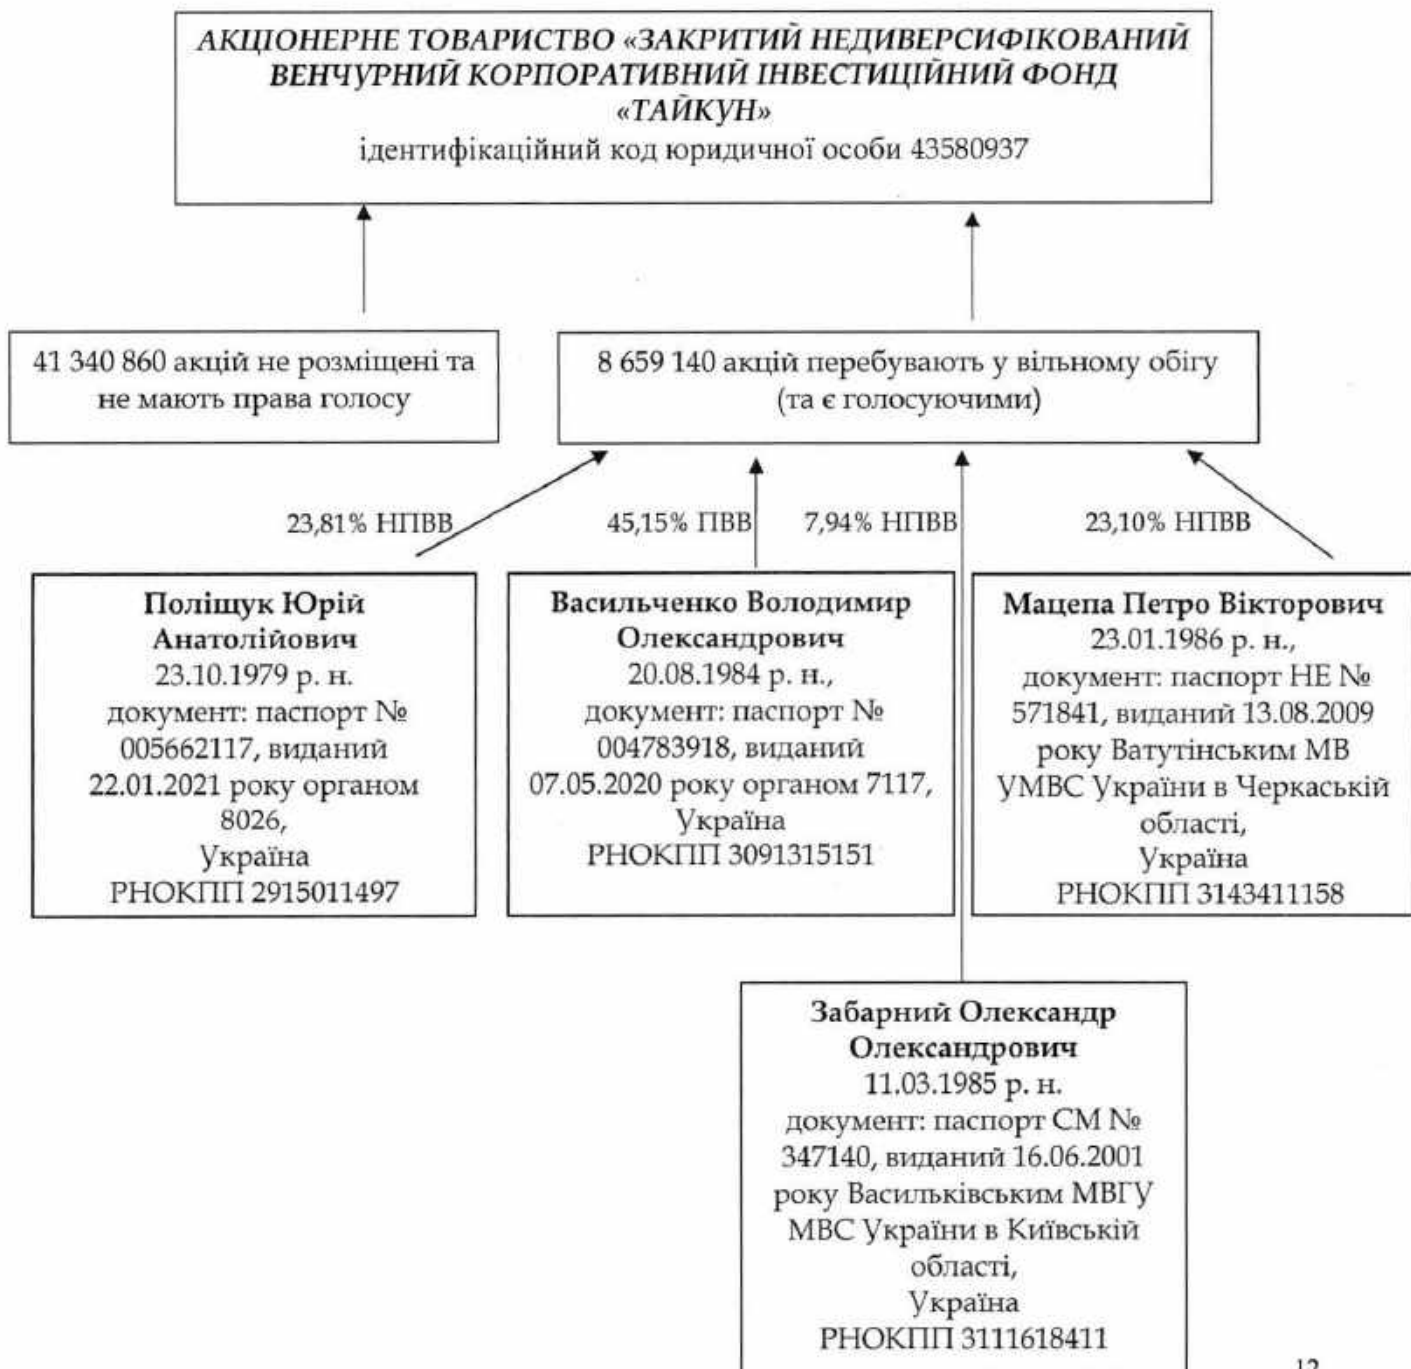 АКЦІОНЕРНЕ ТОВАРИСТВО «ЗАКРИТИЙ НЕДИВЕРСИФІКОВАНИЙ
ВЕНЧУРНИЙ КОРПОРАТИВНИЙ ІНВЕСТИЦІЙНИЙ ФОНД
«ТАЙКУН»
ідентифікаційний код юридичної особи 43580937
41 340 860 акцій не розміщені та
не мають права голосу
8 659 140 акцій перебувають у вільному обігу
(та є голосуючими)
23,81% НПВВ
45,15% ПВВ
7,94% НПВВ
23,10% НПВВ
Поліщук Юрій
Анатолійович
23.10.1979 р. н.
документ: паспорт №
005662117, виданий
22.01.2021 року органом
8026,
Україна
РНОКПП 2915011497
Васильченко Володимир
Олександрович
20.08.1984 р. н.,
документ: паспорт №
004783918, виданий
07.05.2020 року органом 7117,
Україна
РНОКПП 3091315151
Мацепа Петро Вікторович
23.01.1986 р. н.,
документ: паспорт НЕ №
571841, виданий 13.08.2009
року Ватутінським МВ
УМВС України в Черкаській
області,
Україна
РНОКПП 3143411158
Забарний Олександр
Олександрович
11.03.1985 р. н.
документ: паспорт СМ №
347140, виданий 16.06.2001
року Васильківським МВГУ
МВС України в Київській
області,
Україна
РНОКПП 3111618411
12